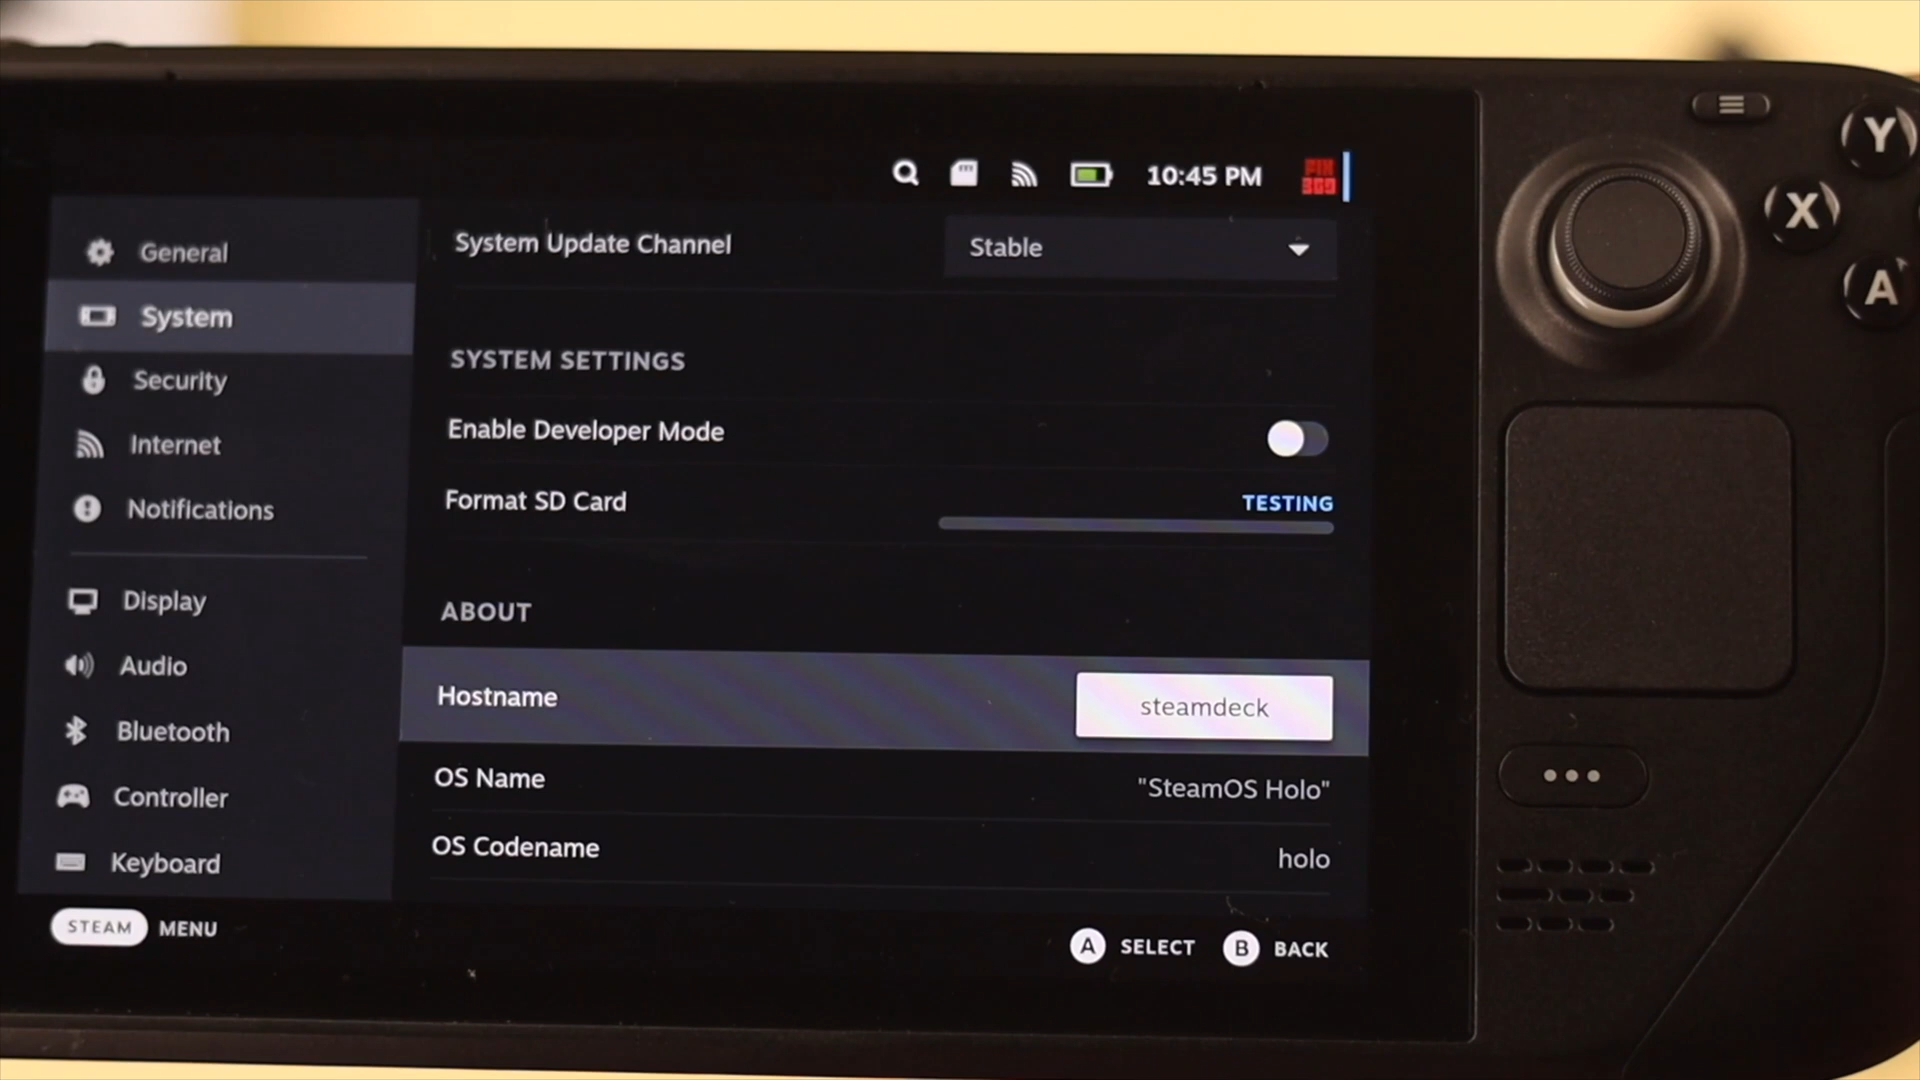 10:45 PM
FIX
360
General
System
Security
Internet
Notifications
Display
Audio
Bluetooth
Controller
Keyboard
System Update Channel
Stable
SYSTEM SETTINGS
Enable Developer Mode
Format SD Card
TESTING
ABOUT
Hostname
steamdeck
OS Name
"SteamOS Holo"
OS Codename
holo
STEAM MENU
A SELECT B BACK
Y
X
A